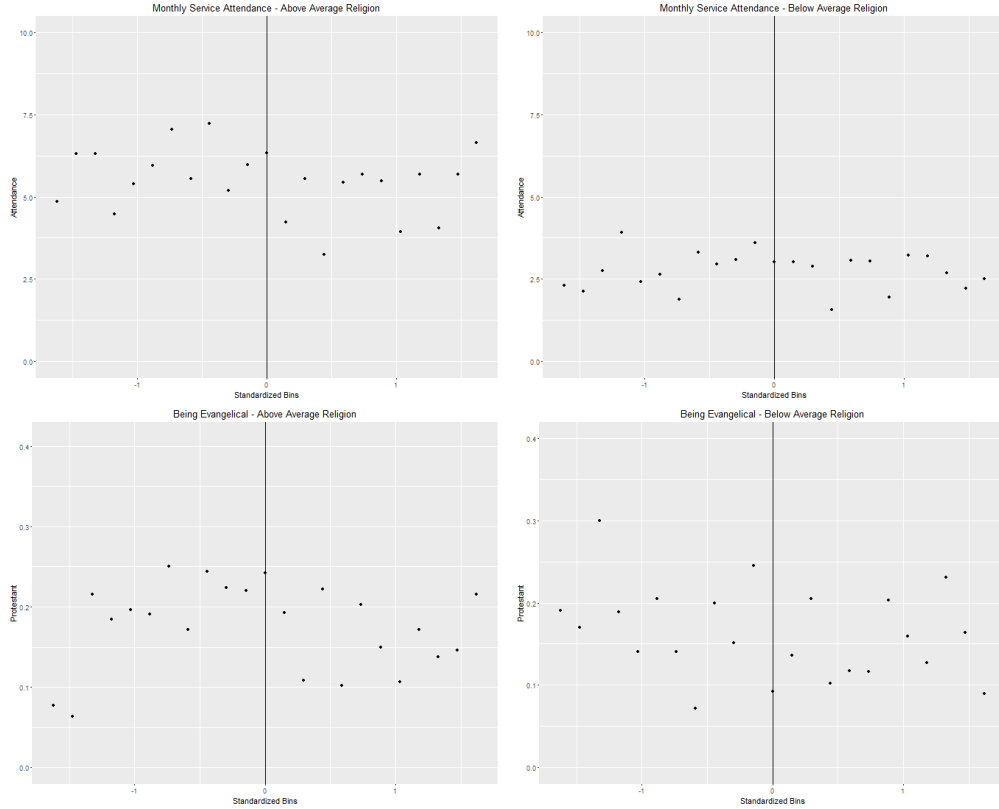 Monthly Service Attendance - Above Average Religion
10.0
7.5
5.0
2.5
0.0
Attendance
-1
0
1
Standardized Bins
Monthly Service Attendance - Below Average Religion
10.0
7.5
5.0
2.5
0.0
Attendance
-1
0
1
Standardized Bins
Being Evangelical - Above Average Religion
0.4
0.3
0.2
0.1
0.0
Protestant
-1
0
1
Standardized Bins
Being Evangelical - Below Average Religion
0.4
0.3
0.2
0.1
0.0
Protestant
-1
0
1
Standardized Bins